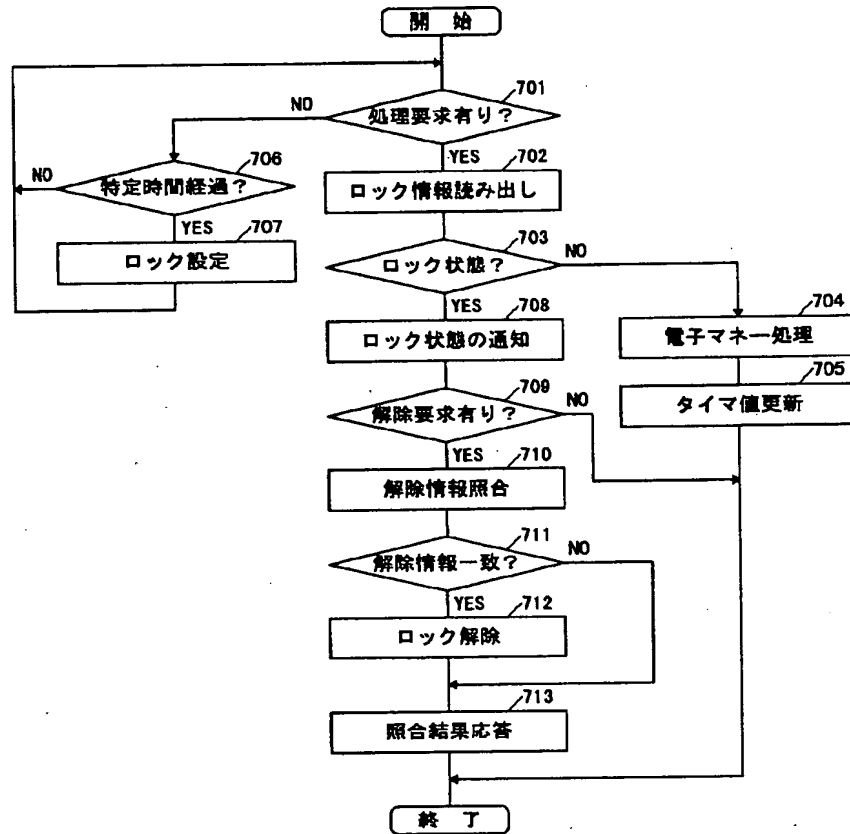 開 始
701
NO
処理要求有り?
YES
702
706
NO
特定時間経過?
ロック情報読み出し
YES
707
703
NO
ロック設定
ロック状態?
YES
708
704
ロック状態の通知
電子マネー処理
709
705
NO
解除要求有り?
タイマ値更新
YES
710
解除情報照合
711
NO
解除情報一致?
YES
712
ロック解除
713
照合結果応答
終 了